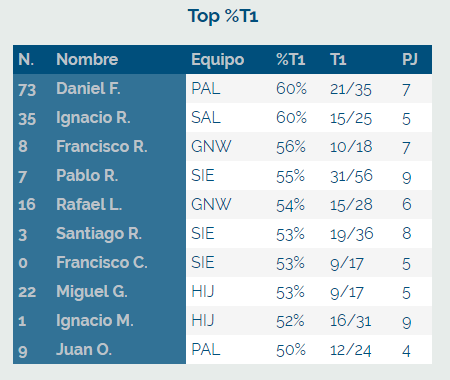 Top %T1
N. Nombre Equipo %T1 T1 PJ
73 Daniel F. PAL 60% 21/35 7
35 Ignacio R. SAL 60% 15/25 5
8 Francisco R. GNW 56% 10/18 7
7 Pablo R. SIE 55% 31/56 9
16 Rafael L. GNW 54% 15/28 6
3 Santiago R. SIE 53% 19/36 8
0 Francisco C. SIE 53% 9/17 5
22 Miguel G. HIJ 53% 9/17 5
1 Ignacio M. HIJ 52% 16/31 9
9 Juan O. PAL 50% 12/24 4